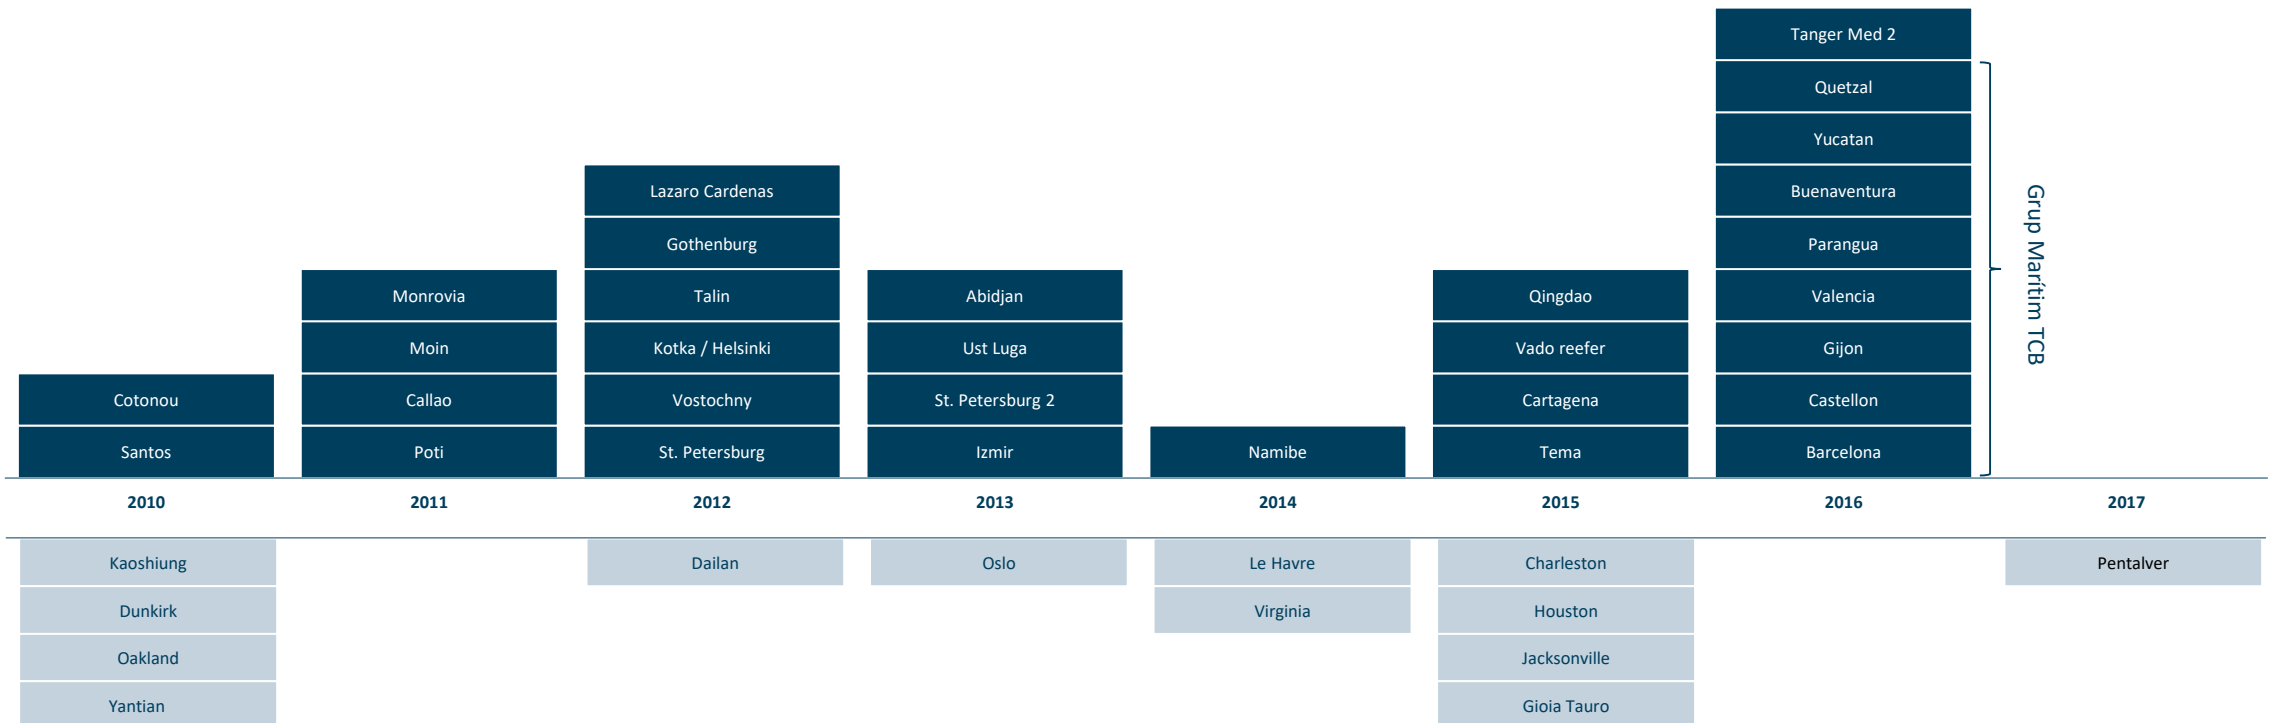 Tanger Med 2
Quetzal
Yucatan
Buenaventura
Parangua
Valencia
Gijon
Castellon
Barcelona
Grup Marítim TCB
Lazaro Cardenas
Gothenburg
Talin
Kotka / Helsinki
Vostochny
St. Petersburg
Monrovia
Moin
Callao
Poti
Abidjan
Ust Luga
St. Petersburg 2
Izmir
Qingdao
Vado reefer
Cartagena
Tema
Cotonou
Santos
Namibe
2010 2011 2012 2013 2014 2015 2016 2017
Kaoshiung
Dunkirk
Oakland
Yantian
Dailan
Oslo
Le Havre
Virginia
Charleston
Houston
Jacksonville
Gioia Tauro
Pentalver